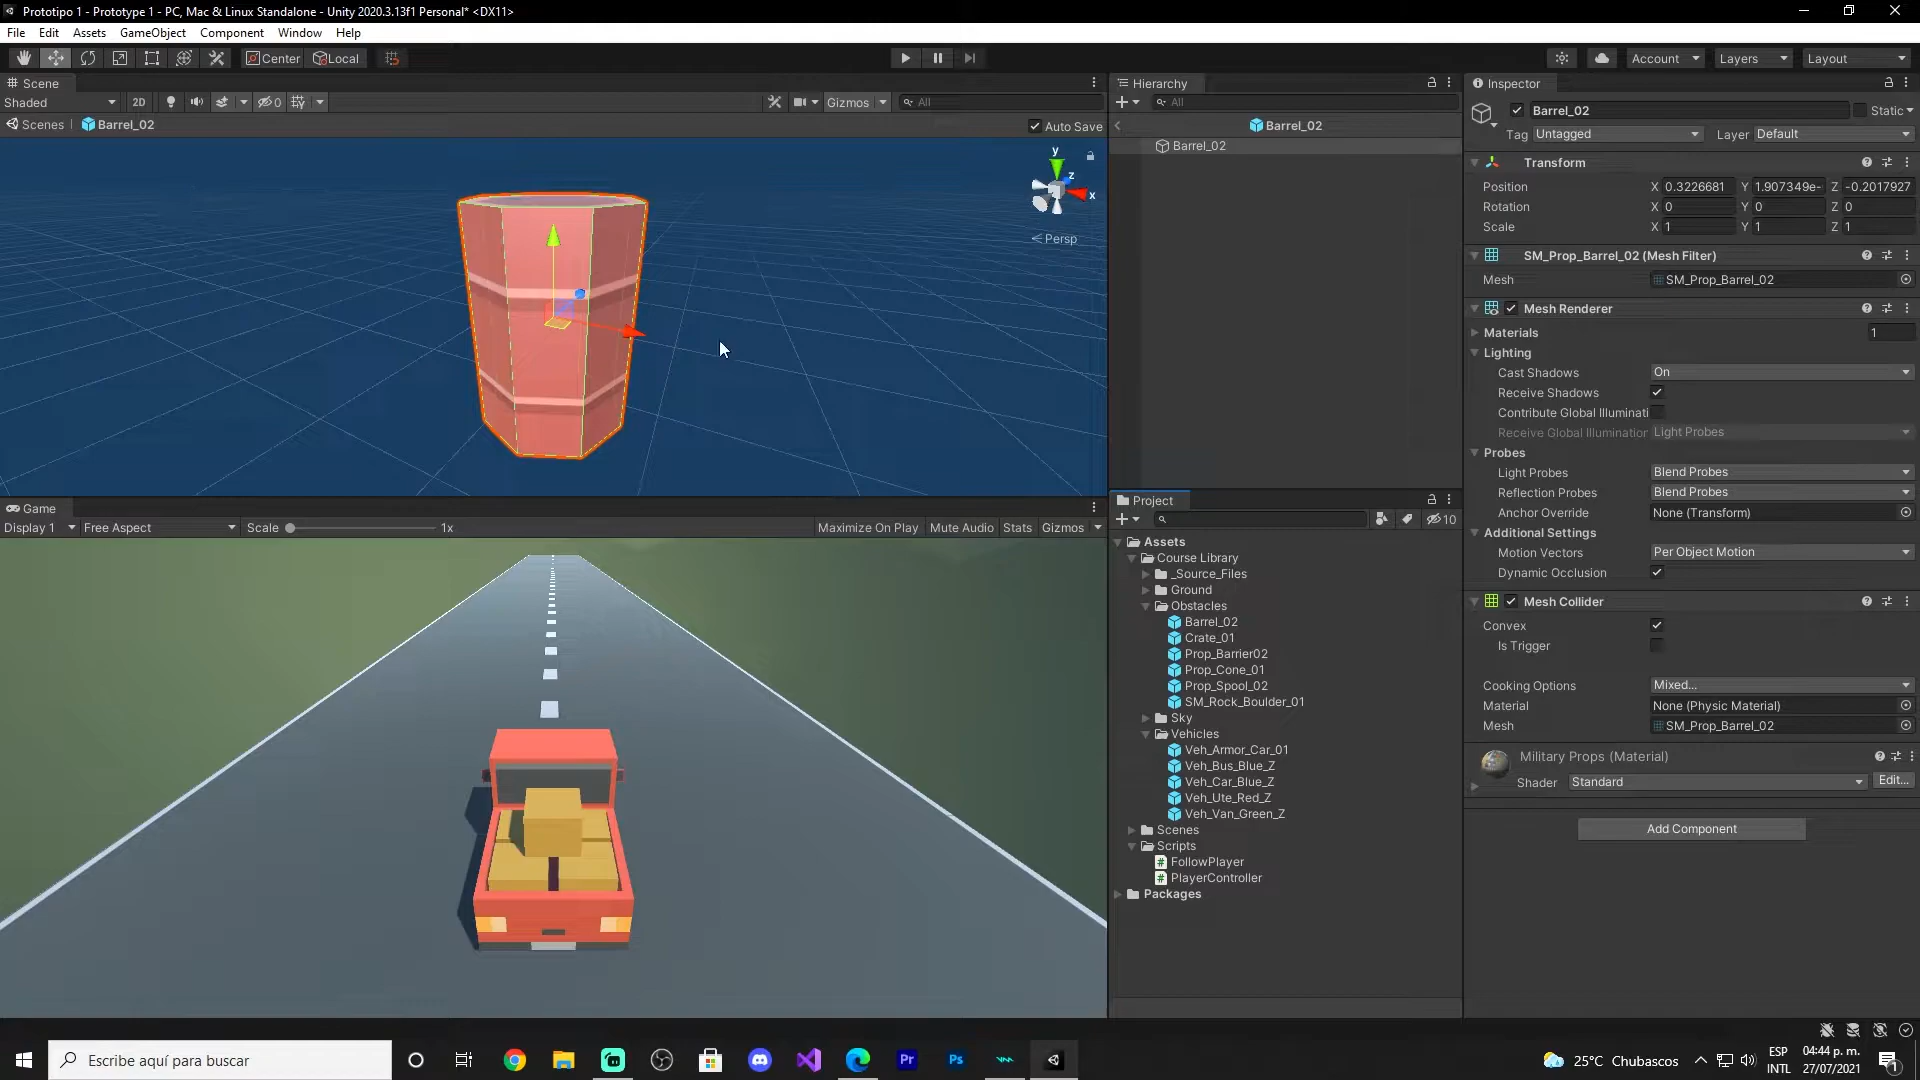 Prototipo 1 - Prototype 1 - PC, Mac & Linux Standalone - Unity 2020.3.13f1 Personal* <DX11>
File Edit Assets GameObject Component Window Help
Center Local Account Layers Layout
Scene
Shaded 2D 0 Gizmos All
Scenes Barrel_02 Auto Save
y
z
x
Persp
Game
Display 1 Free Aspect Scale 1x Maximize On Play Mute Audio Stats Gizmos
Hierarchy
All
Barrel_02
Barrel_02
Project
10
Assets
Course Library
_Source_Files
Ground
Obstacles
Barrel_02
Crate_01
Prop_Barrier02
Prop_Cone_01
Prop_Spool_02
SM_Rock_Boulder_01
Sky
Vehicles
Veh_Armor_Car_01
Veh_Bus_Blue_Z
Veh_Car_Blue_Z
Veh_Ute_Red_Z
Veh_Van_Green_Z
Scenes
Scripts
FollowPlayer
PlayerController
Packages
Inspector
Barrel_02 Static
Tag Untagged Layer Default
Transform
Position X 0.3226681 Y 1.907349e- Z -0.2017927
Rotation X 0 Y 0 Z 0
Scale X 1 Y 1 Z 1
SM_Prop_Barrel_02 (Mesh Filter)
Mesh SM_Prop_Barrel_02
Mesh Renderer
Materials 1
Lighting
Cast Shadows On
Receive Shadows
Contribute Global Illuminati
Receive Global Illumination Light Probes
Probes
Light Probes Blend Probes
Reflection Probes Blend Probes
Anchor Override None (Transform)
Additional Settings
Motion Vectors Per Object Motion
Dynamic Occlusion
Mesh Collider
Convex
Is Trigger
Cooking Options Mixed...
Material None (Physic Material)
Mesh SM_Prop_Barrel_02
Military Props (Material)
Shader Standard Edit...
Add Component
Escribe aquí para buscar
Pr
Ps
25°C Chubascos
ESP
INTL
04:44 p. m.
27/07/2021
1